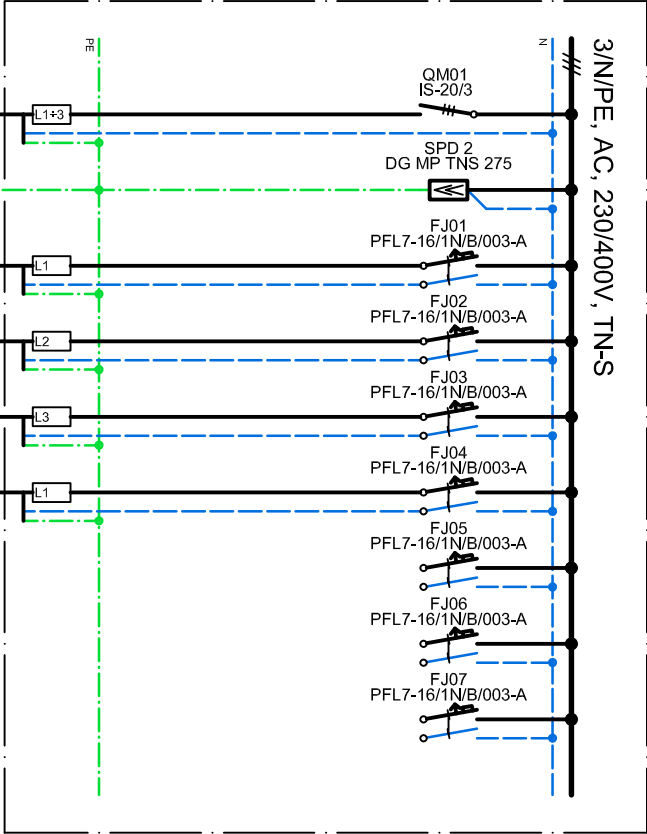 3/N/PE, AC, 230/400V, TN-S
PE
N
QM01
IS-20/3
L1÷3
SPD 2
DG MP TNS 275
FJ01
PFL7-16/1N/B/003-A
L1
FJ02
PFL7-16/1N/B/003-A
L2
FJ03
PFL7-16/1N/B/003-A
L3
FJ04
PFL7-16/1N/B/003-A
L1
FJ05
PFL7-16/1N/B/003-A
FJ06
PFL7-16/1N/B/003-A
FJ07
PFL7-16/1N/B/003-A